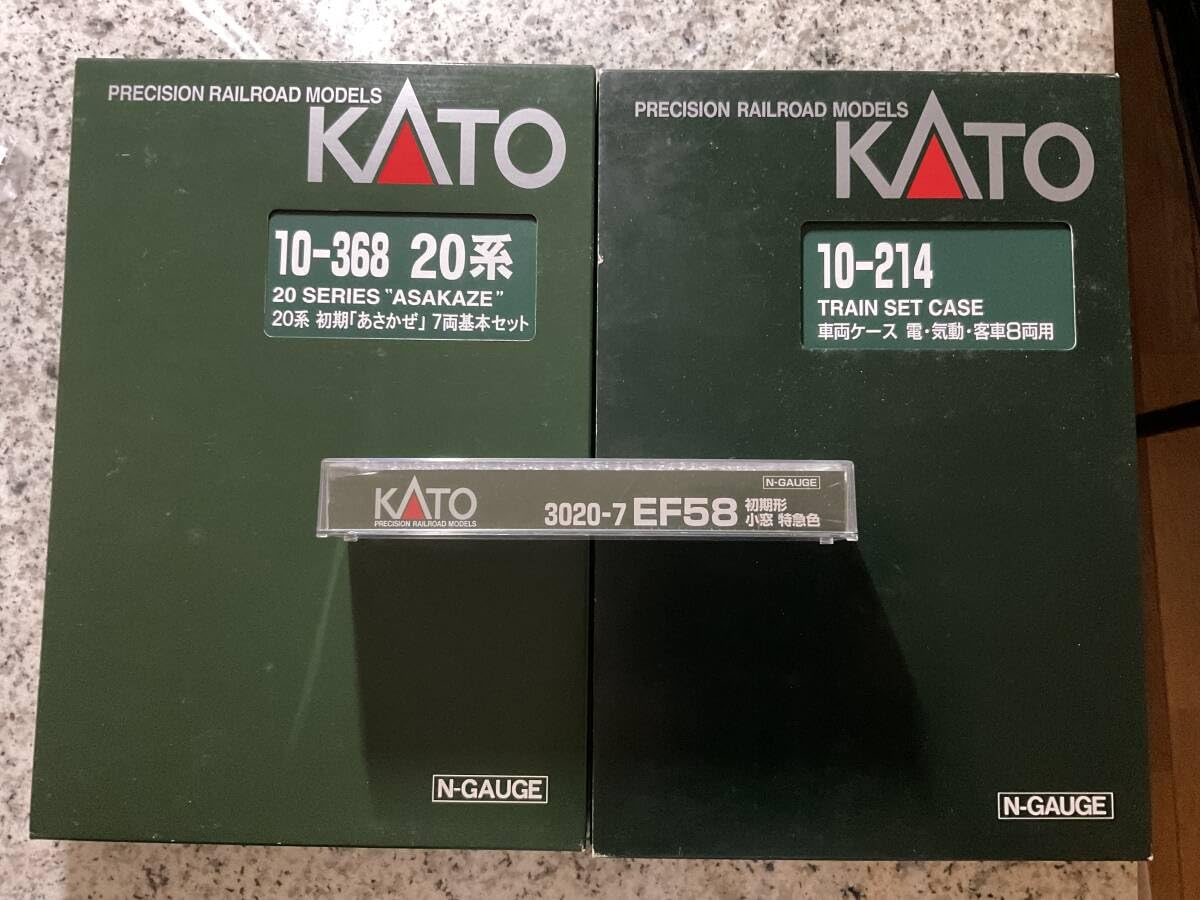 PRECISION RAILROAD MODELS
KATO
10-368 20系
20 SERIES "ASAKAZE"
20系 初期「あさかぜ」7両基本セット
N-GAUGE
PRECISION RAILROAD MODELS
KATO
10-214
TRAIN SET CASE
車両ケース 電・気動・客車8両用
N-GAUGE
KATO
PRECISION RAILROAD MODELS
N-GAUGE
3020-7 EF58 初期形
小窓 特急色